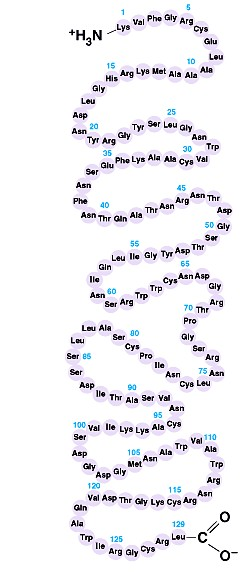 ⁺H₃N
1 5
Lys Val Phe Gly Arg Cys
Glu
Leu
15 10
Ala Ala Ala Met Lys Arg His
Gly
Leu
Asp
Asn
20 25
Tyr Arg Gly Tyr Ser Leu Gly Asn
Trp
35 30
Val Cys Ala Ala Lys Phe Glu
Ser
Asn
Phe
40 45
Asn Thr Gln Ala Thr Asn Arg Asn Thr
Asp
50
Gly
Ser
55
Thr Asp Tyr Gly Ile Leu
Gln
Ile
60 65
Asn Ser Arg Trp Trp Cys Asn Asp
Gly
Arg
70
Thr
Pro
Gly
Ser
Arg
75
Asn
Leu Cys Asn
Ile
Pro
80
Cys
Ser
Ala Leu
Leu
85
Ser
Ser
Asp
90
Ile Thr Ala Ser Val
Asn
95
Cys Ala Lys Lys Ile Val
100
Ser
Asp
Gly Asp Gly
105
Met Asn Ala Trp Val
110
Ala
Trp
Arg
Asn
120 115
Arg Cys Lys Gly Thr Asp Val
Gln
Ala
Trp
125 129
Ile Arg Gly Cys Arg Leu
C
O
O⁻